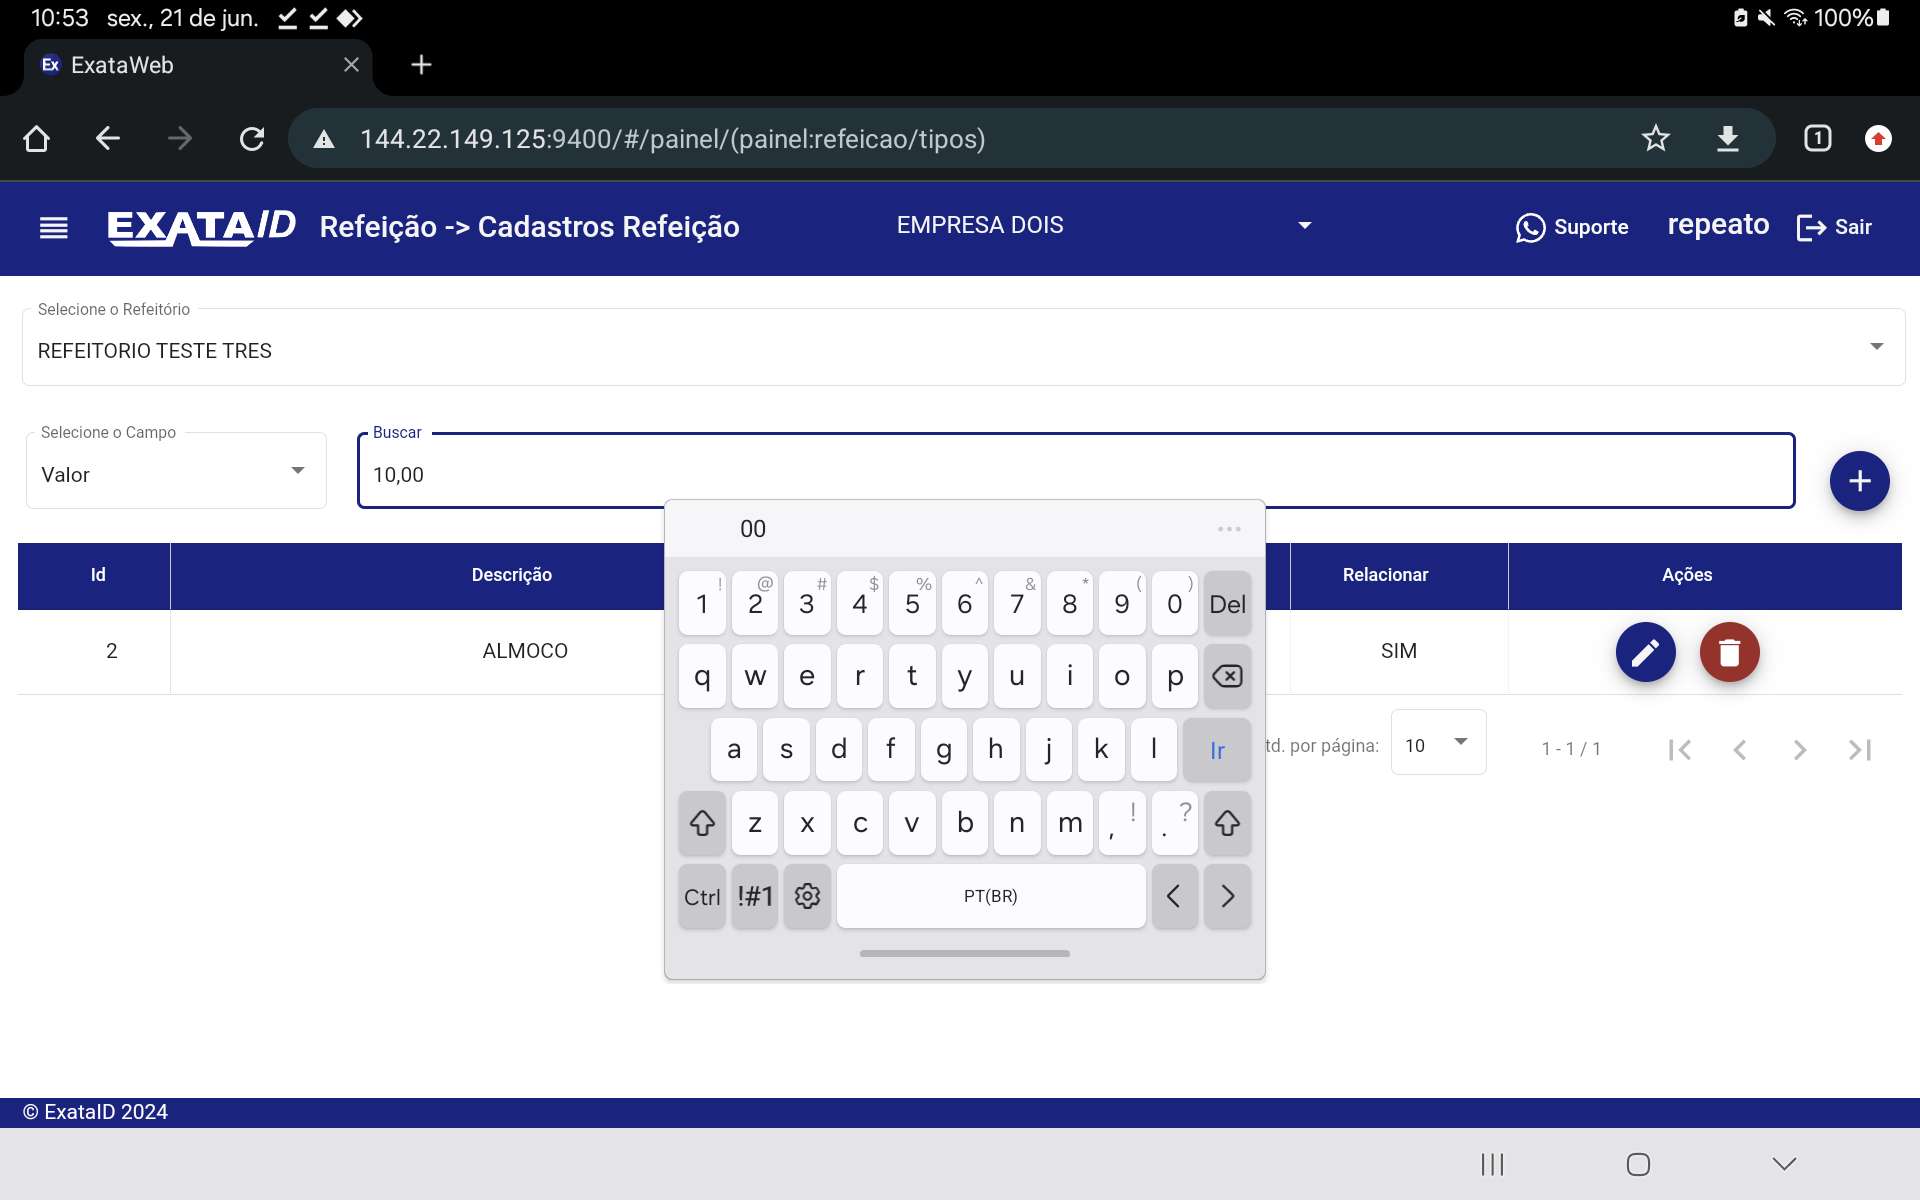 10:53 sex., 21 de jun. 100%
Ex ExataWeb
144.22.149.125:9400/#/painel/(painel:refeicao/tipos) 1
EXATAID Refeição -> Cadastros Refeição EMPRESA DOIS Suporte repeato Sair
Selecione o Refeitório
REFEITORIO TESTE TRES
Selecione o Campo
Valor
Buscar
10,00
Id Descrição Relacionar Ações
2 ALMOCO SIM
td. por página: 10 1 - 1 / 1
00
! @ # $ % ^ & * ( )
1 2 3 4 5 6 7 8 9 0 Del
q w e r t y u i o p
a s d f g h j k l Ir
z x c v b n m , ! . ?
Ctrl !#1 PT(BR)
© ExataID 2024